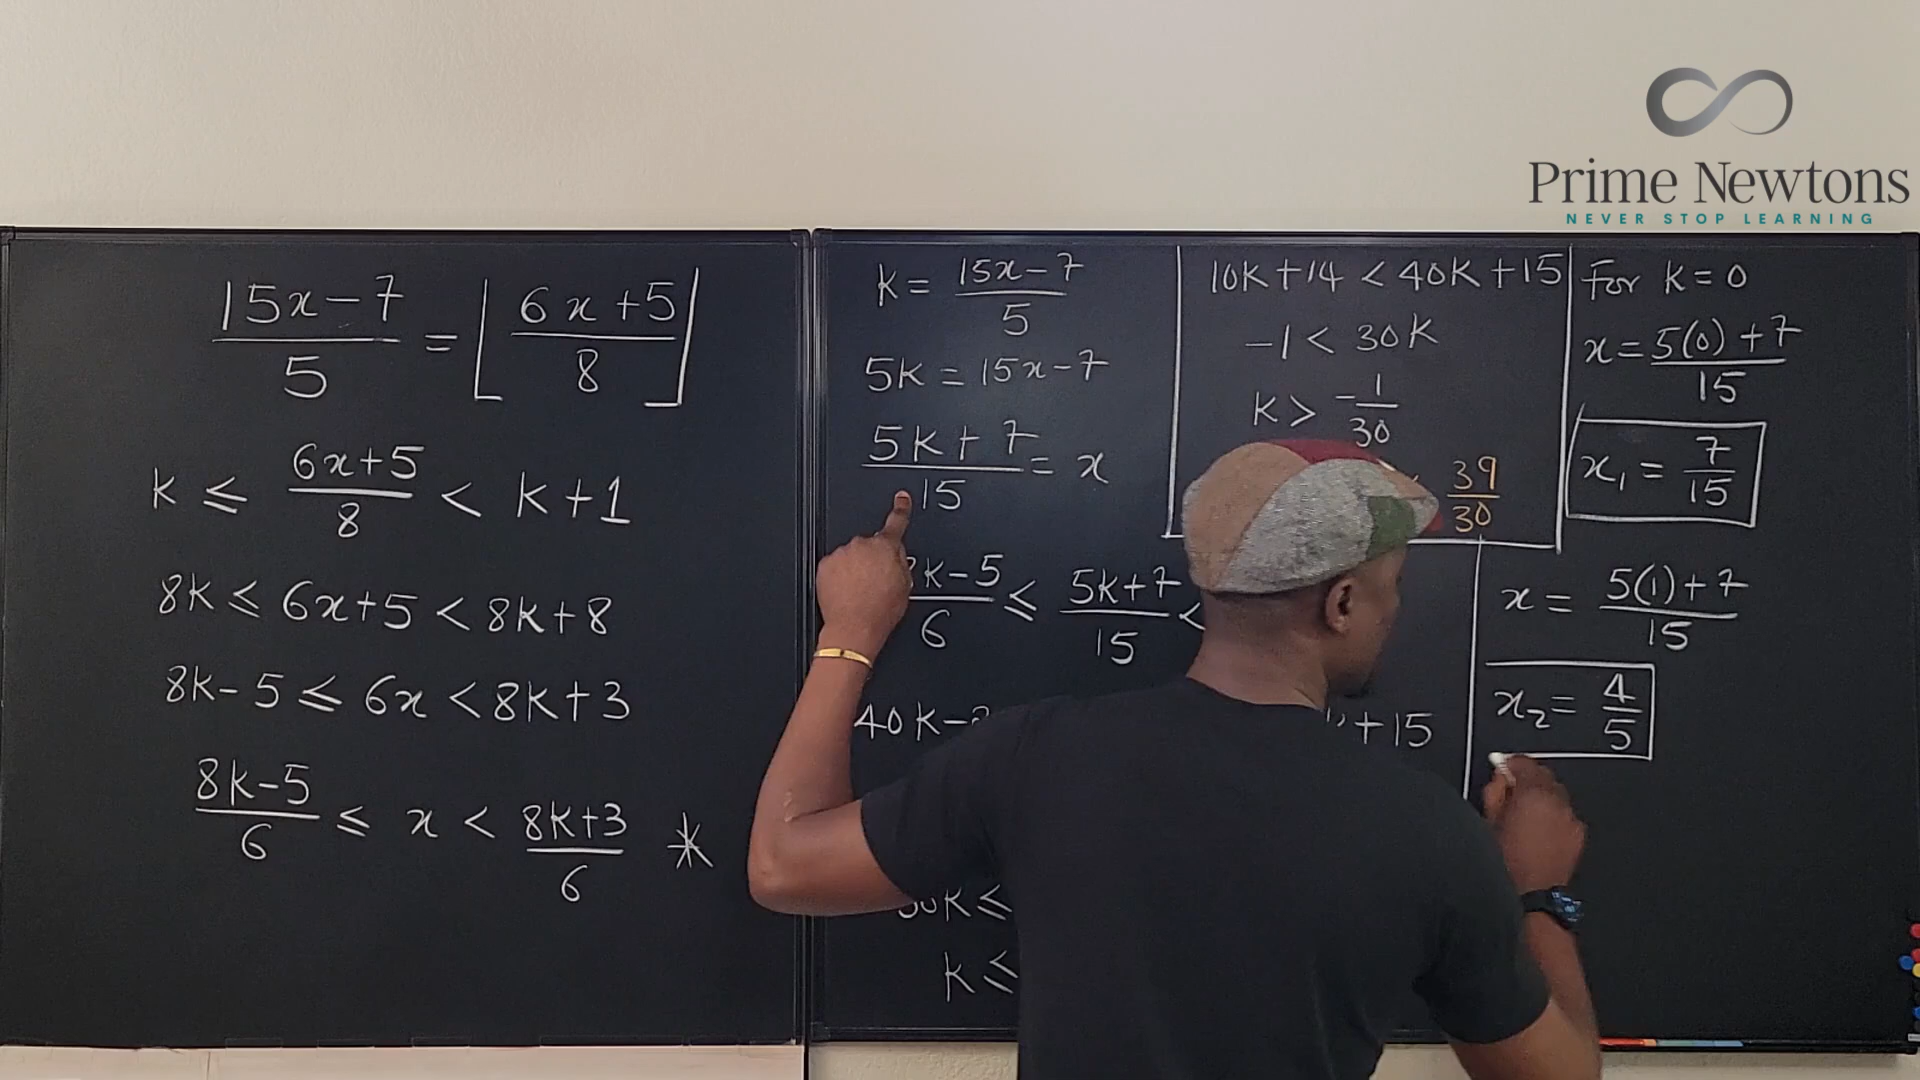 Prime Newtons
NEVER STOP LEARNING
(15x-7)/5 = ⌊(6x+5)/8⌋
k ≤ (6x+5)/8 < k+1
8k ≤ 6x+5 < 8k+8
8k-5 ≤ 6x < 8k+3
(8k-5)/6 ≤ x < (8k+3)/6 *
k = (15x-7)/5
5k = 15x-7
(5k+7)/15 = x
k-5/6 ≤ (5k+7)/15 <
40k-
+15
k ≤
k ≤
10k+14 < 40k+15
-1 < 30k
k > -1/30
39/30
For k=0
x = (5(0)+7)/15
x₁ = 7/15
x = (5(1)+7)/15
x₂ = 4/5